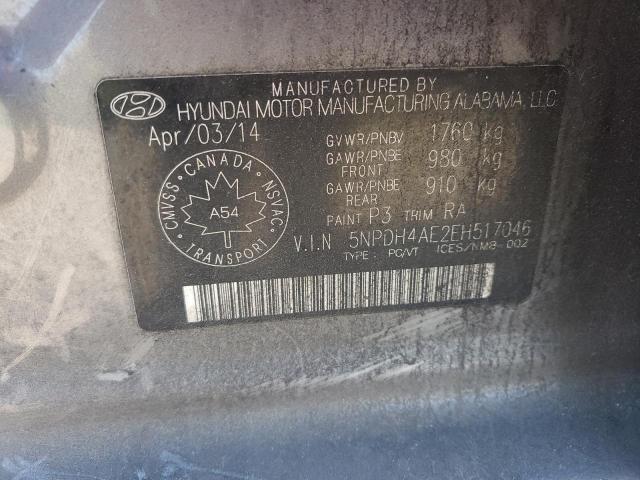 MANUFACTURED BY
HYUNDAI MOTOR MANUFACTURING ALABAMA, LLC
Apr/03/14
GVWR/PNBV 1760 kg
GAWR/PNBE FRONT 980 kg
GAWR/PNBE REAR 910 kg
CANADA
CMVSS
NSVAC
A54
TRANSPORT
PAINT P3 TRIM RA
V.I.N 5NPDH4AE2EH517046
TYPE : PC/VT ICES/NMB-002